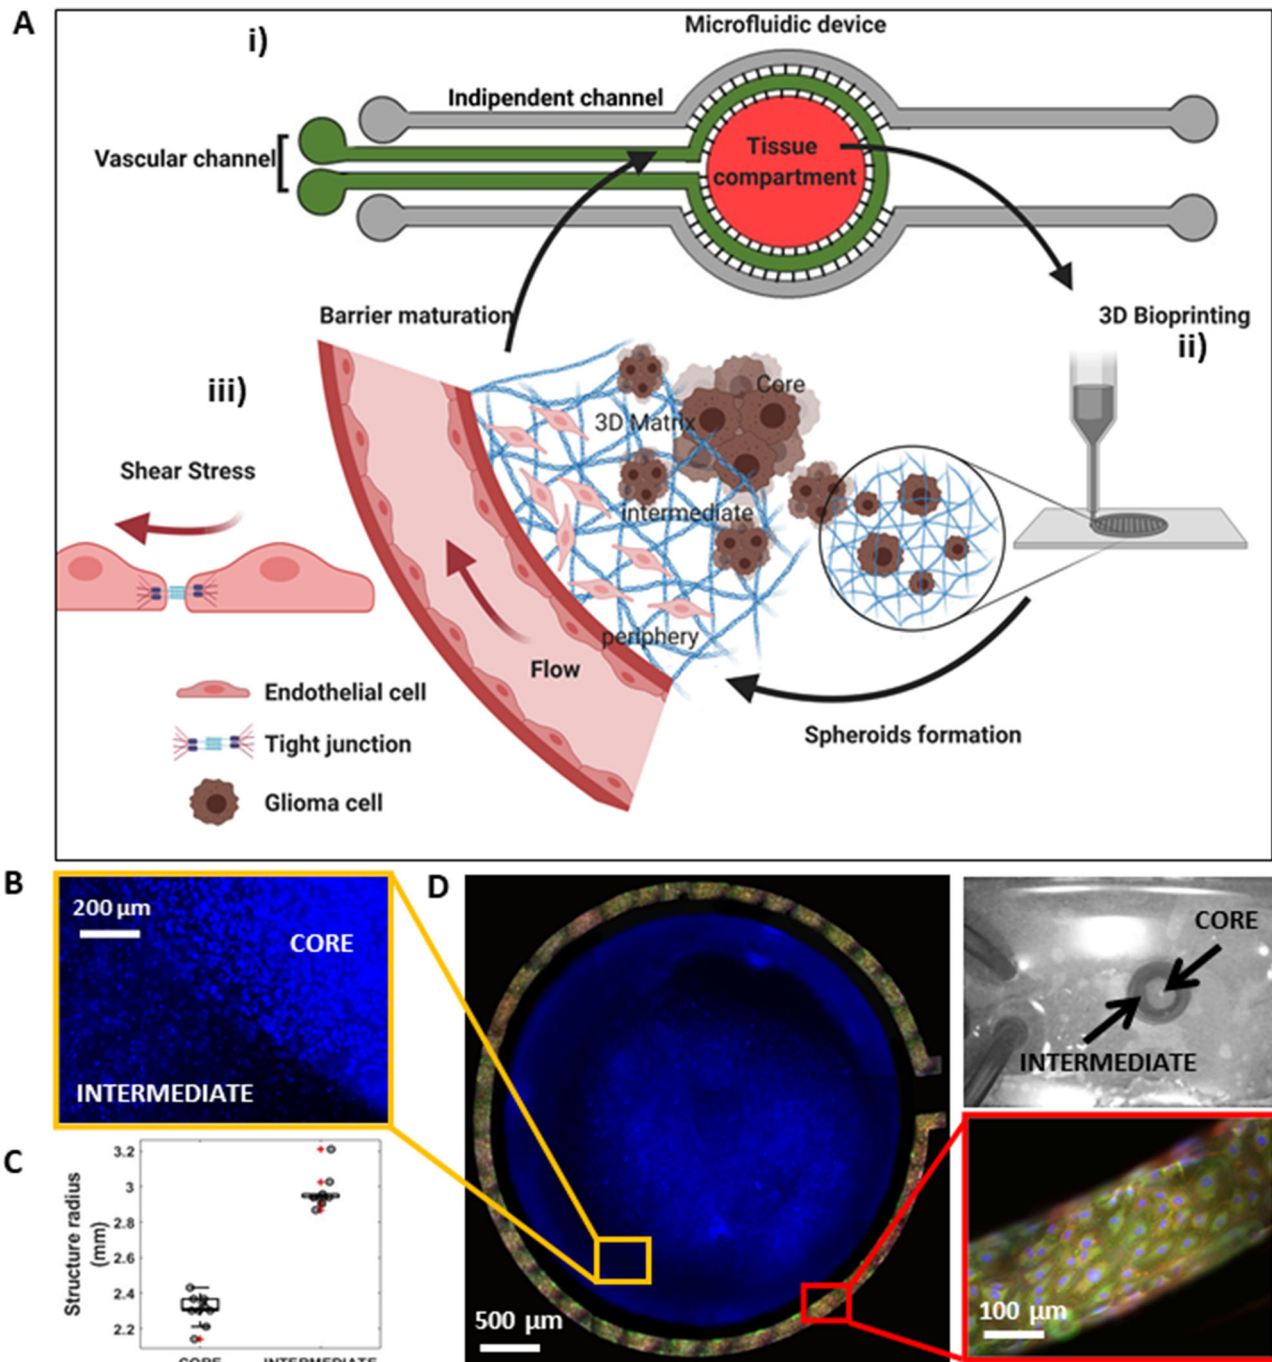 A
i)
Microfluidic device
Indipendent channel
Vascular channel
Tissue
compartment
Barrier maturation
3D Bioprinting
ii)
iii)
Core
3D Matrix
Shear Stress
intermediate
periphery
Flow
Endothelial cell
Spheroids formation
Tight junction
Glioma cell
B
200 µm
CORE
INTERMEDIATE
D
CORE
INTERMEDIATE
C
Structure radius
(mm)
3.2
3
2.8
2.6
2.4
2.2
CORE
INTERMEDIATE
500 µm
100 µm